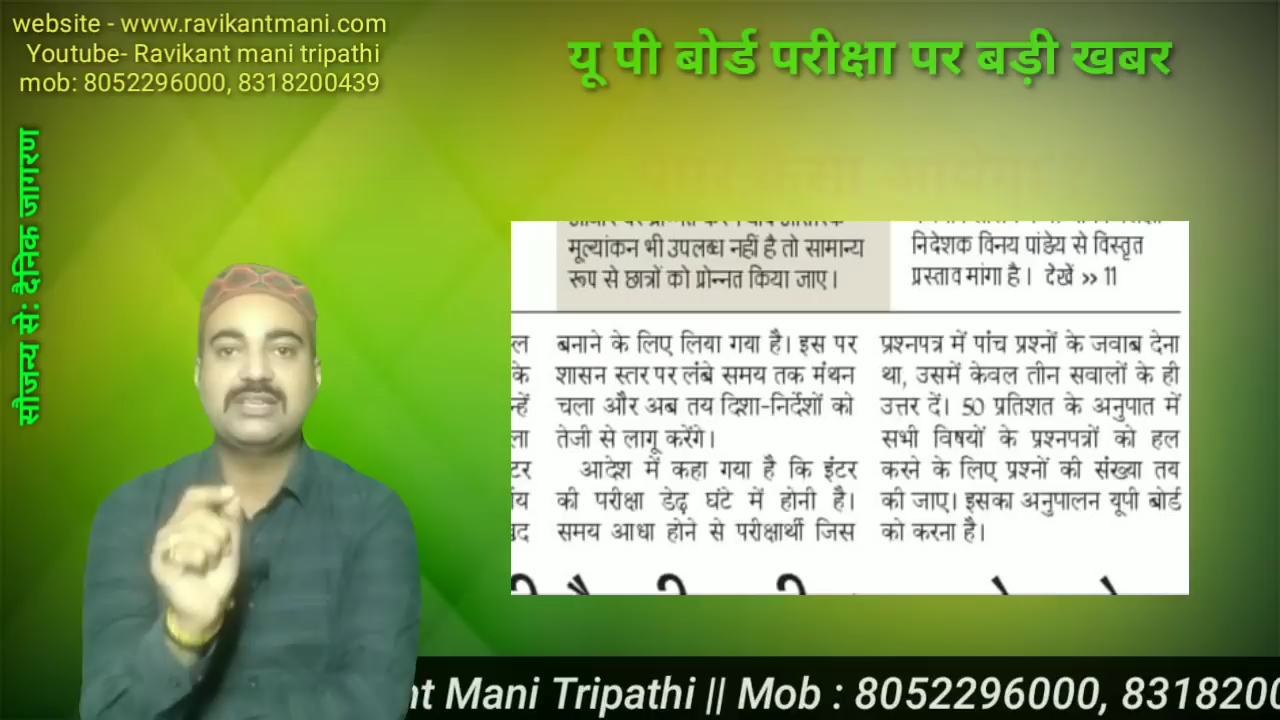 website - www.ravikantmani.com
Youtube- Ravikant mani tripathi
mob: 8052296000, 8318200439
यू पी बोर्ड परीक्षा पर बड़ी खबर
सौजन्य से: दैनिक जागरण
मूल्यांकन भी उपलब्ध नहीं है तो सामान्य
रूप से छात्रों को प्रोन्नत किया जाए।
निदेशक विनय पांडेय से विस्तृत
प्रस्ताव मांगा है। देखें >> 11
बनाने के लिए लिया गया है। इस पर
शासन स्तर पर लंबे समय तक मंथन
चला और अब तय दिशा-निर्देशों को
तेजी से लागू करेंगे।
आदेश में कहा गया है कि इंटर
की परीक्षा डेढ़ घंटे में होनी है।
समय आधा होने से परीक्षार्थी जिस
प्रश्नपत्र में पांच प्रश्नों के जवाब देना
था, उसमें केवल तीन सवालों के ही
उत्तर दें। 50 प्रतिशत के अनुपात में
सभी विषयों के प्रश्नपत्रों को हल
करने के लिए प्रश्नों की संख्या तय
की जाए। इसका अनुपालन यूपी बोर्ड
को करना है।
nt Mani Tripathi || Mob : 8052296000, 831820